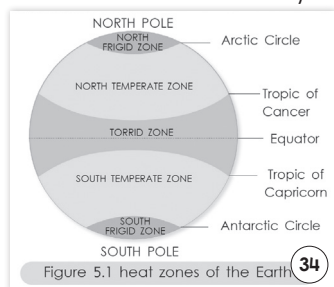 NORTH POLE
NORTH
FRIGID ZONE
Arctic Circle
NORTH TEMPERATE ZONE
Tropic of
Cancer
TORRID ZONE
Equator
SOUTH TEMPERATE ZONE
Tropic of
Capricorn
SOUTH
FRIGID ZONE
Antarctic Circle
SOUTH POLE
Figure 5.1 heat zones of the Earth
34